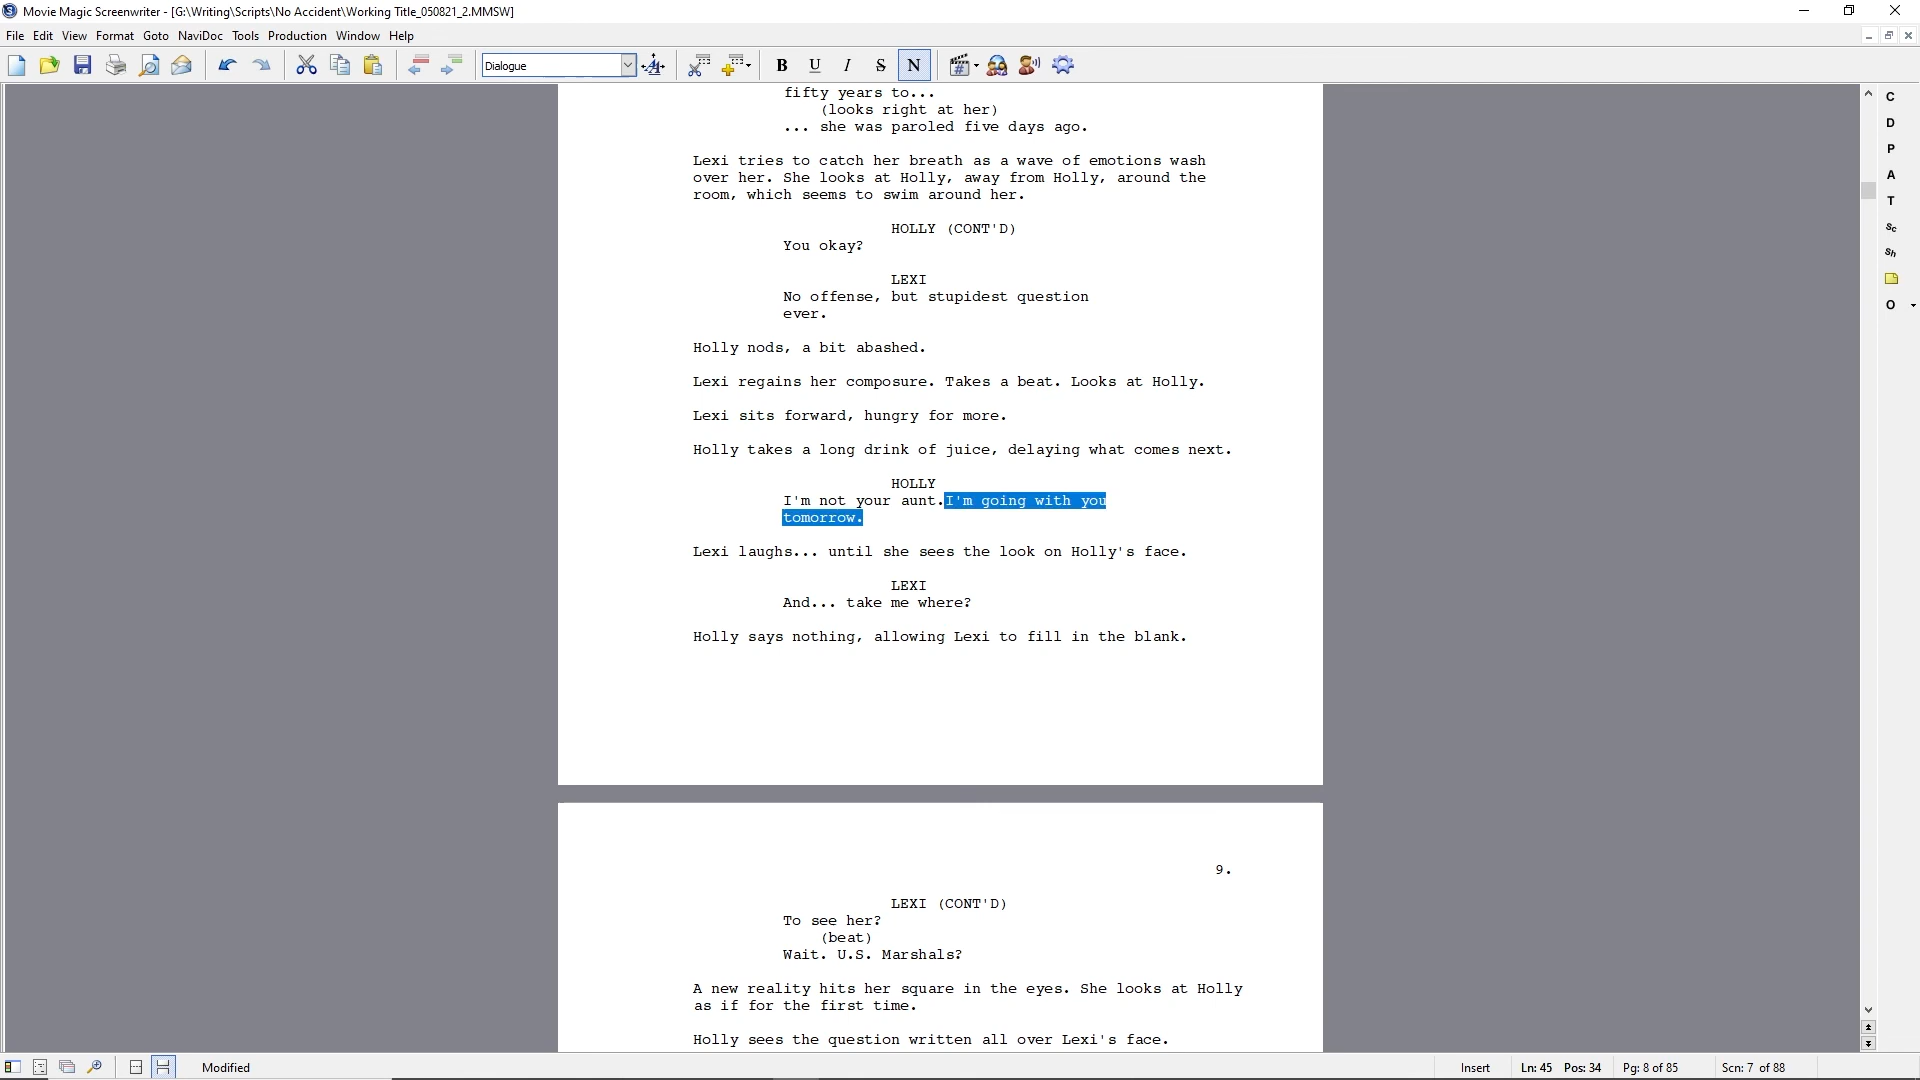 Movie Magic Screenwriter - [G:\Writing\Scripts\No Accident\Working Title_050821_2.MMSW]
File Edit View Format Goto NaviDoc Tools Production Window Help
Dialogue
B U I S N
C
D
P
A
T
Sc
Sh
O
fifty years to...
(looks right at her)
... she was paroled five days ago.
Lexi tries to catch her breath as a wave of emotions wash
over her. She looks at Holly, away from Holly, around the
room, which seems to swim around her.
HOLLY (CONT'D)
You okay?
LEXI
No offense, but stupidest question
ever.
Holly nods, a bit abashed.
Lexi regains her composure. Takes a beat. Looks at Holly.
Lexi sits forward, hungry for more.
Holly takes a long drink of juice, delaying what comes next.
HOLLY
I'm not your aunt.I'm going with you
tomorrow.
Lexi laughs... until she sees the look on Holly's face.
LEXI
And... take me where?
Holly says nothing, allowing Lexi to fill in the blank.
9.
LEXI (CONT'D)
To see her?
(beat)
Wait. U.S. Marshals?
A new reality hits her square in the eyes. She looks at Holly
as if for the first time.
Holly sees the question written all over Lexi's face.
Modified
Insert Ln: 45 Pos: 34 Pg: 8 of 85 Scn: 7 of 88